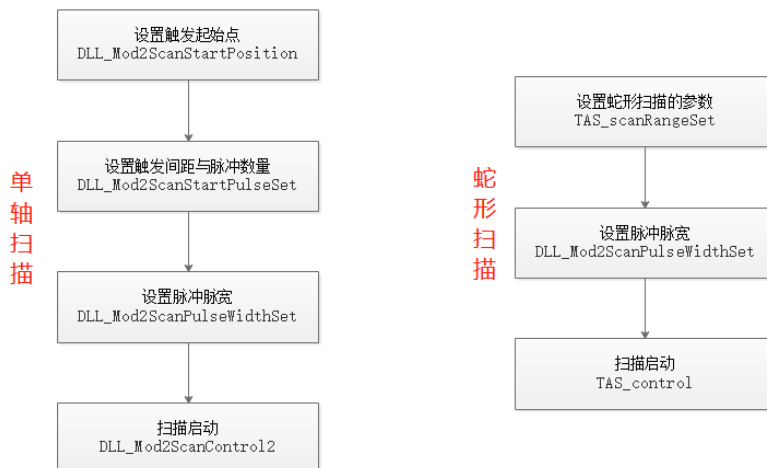 单轴扫描
设置触发起始点
DLL_Mod2ScanStartPosition
设置触发间距与脉冲数量
DLL_Mod2ScanStartPulseSet
设置脉冲脉宽
DLL_Mod2ScanPulseWidthSet
扫描启动
DLL_Mod2ScanControl2
蛇形扫描
设置蛇形扫描的参数
TAS_scanRangeSet
设置脉冲脉宽
DLL_Mod2ScanPulseWidthSet
扫描启动
TAS_control